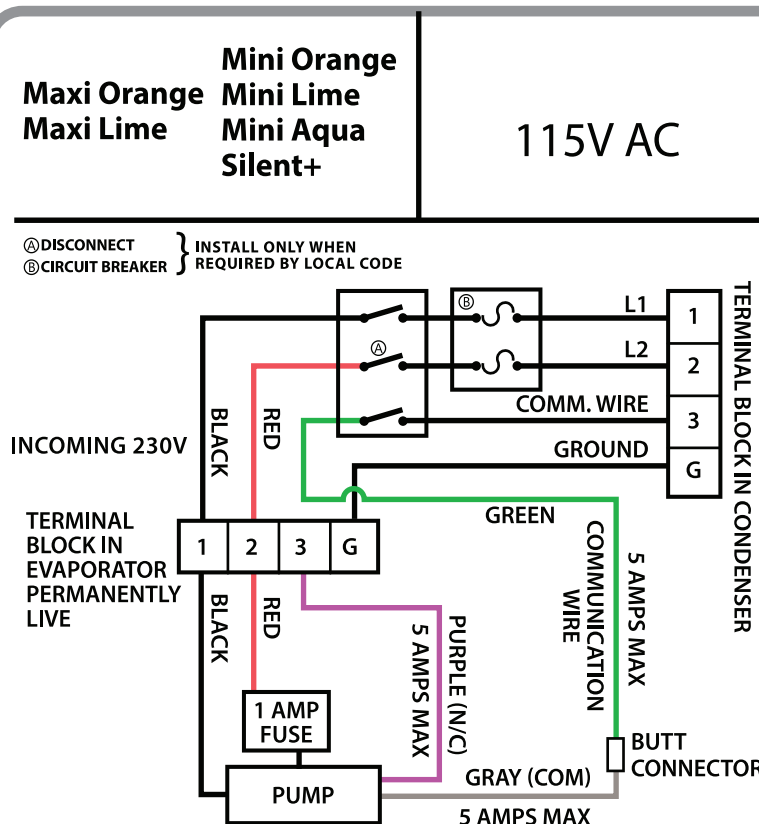 Maxi Orange
Maxi Lime
Mini Orange
Mini Lime
Mini Aqua
Silent+
115V AC
Ⓐ DISCONNECT
Ⓑ CIRCUIT BREAKER
INSTALL ONLY WHEN
REQUIRED BY LOCAL CODE
Ⓑ
L1
1
Ⓐ
L2
2
COMM. WIRE
3
GROUND
G
TERMINAL BLOCK IN CONDENSER
INCOMING 230V
BLACK
RED
GREEN
TERMINAL
BLOCK IN
EVAPORATOR
PERMANENTLY
LIVE
1
2
3
G
BLACK
RED
PURPLE (N/C)
5 AMPS MAX
COMMUNICATION
WIRE
5 AMPS MAX
1 AMP
FUSE
PUMP
GRAY (COM)
5 AMPS MAX
BUTT
CONNECTOR